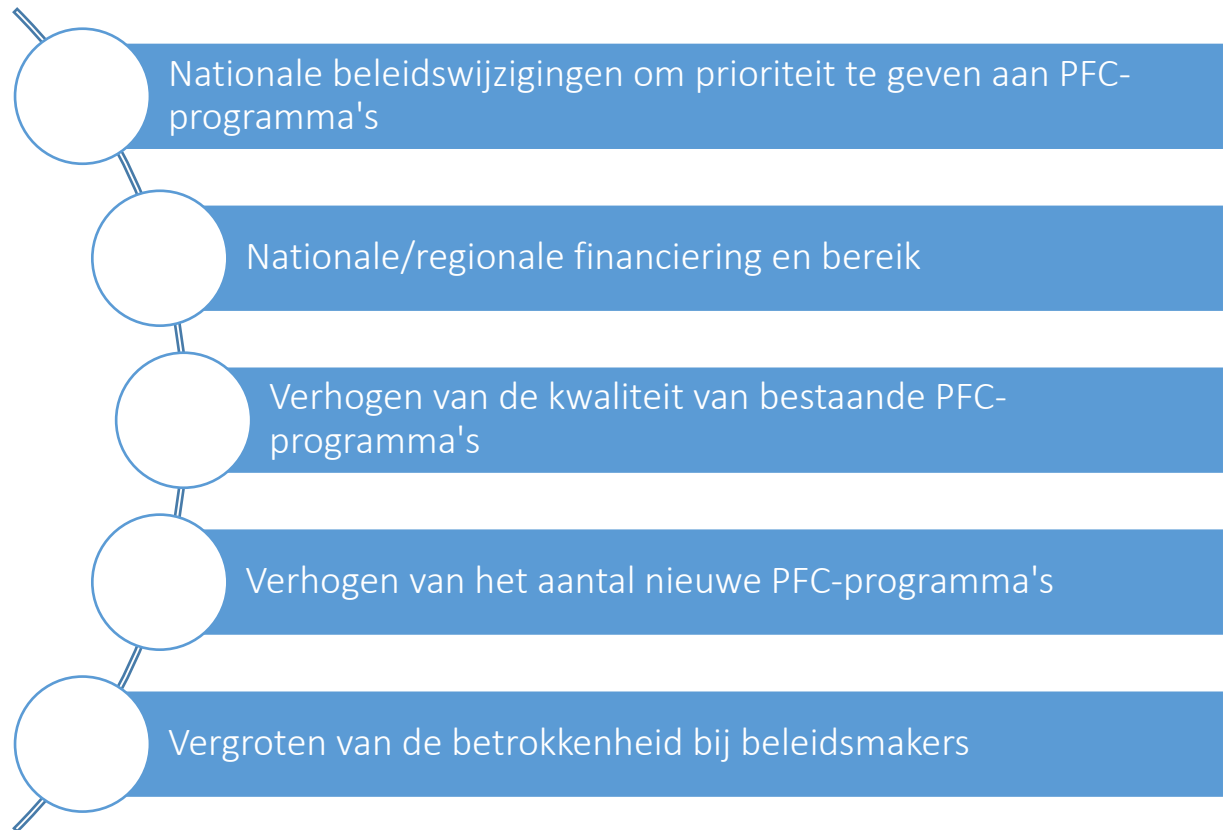 Nationale beleidswijzigingen om prioriteit te geven aan PFC-
programma's
Nationale/regionale financiering en bereik
Verhogen van de kwaliteit van bestaande PFC-
programma's
Verhogen van het aantal nieuwe PFC-programma's
Vergroten van de betrokkenheid bij beleidsmakers